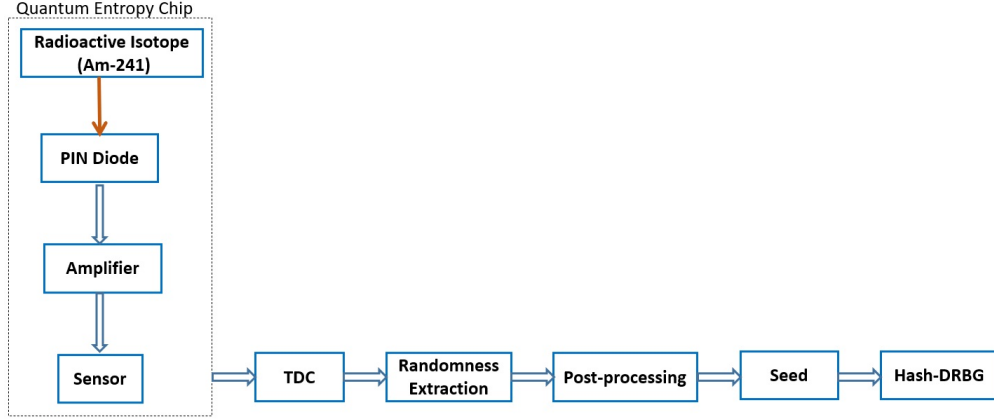 Quantum Entropy Chip
Radioactive Isotope
(Am-241)
PIN Diode
Amplifier
Sensor
TDC
Randomness
Extraction
Post-processing
Seed
Hash-DRBG